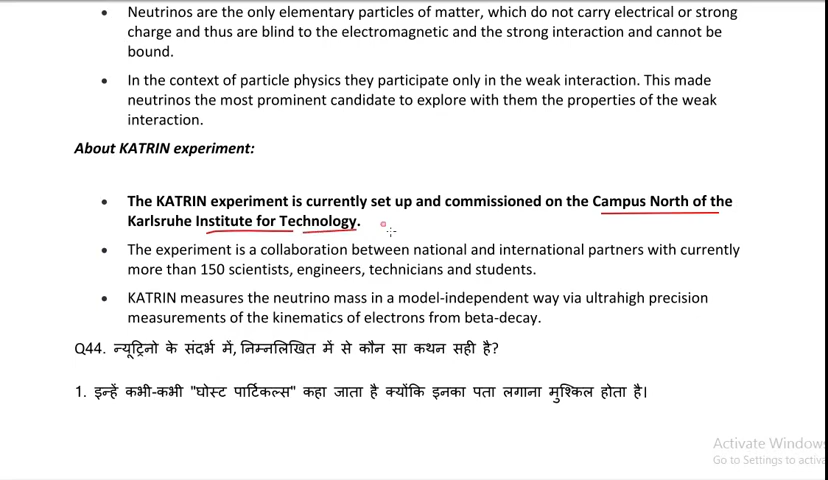 • Neutrinos are the only elementary particles of matter, which do not carry electrical or strong
charge and thus are blind to the electromagnetic and the strong interaction and cannot be
bound.
• In the context of particle physics they participate only in the weak interaction. This made
neutrinos the most prominent candidate to explore with them the properties of the weak
interaction.
About KATRIN experiment:
• The KATRIN experiment is currently set up and commissioned on the Campus North of the
Karlsruhe Institute for Technology.
• The experiment is a collaboration between national and international partners with currently
more than 150 scientists, engineers, technicians and students.
• KATRIN measures the neutrino mass in a model-independent way via ultrahigh precision
measurements of the kinematics of electrons from beta-decay.
Q44. न्यूट्रिनो के संदर्भ में, निम्नलिखित में से कौन सा कथन सही है?
1. इन्हें कभी-कभी "घोस्ट पार्टिकल्स" कहा जाता है क्योंकि इनका पता लगाना मुश्किल होता है।
Activate Windows
Go to Settings to activa